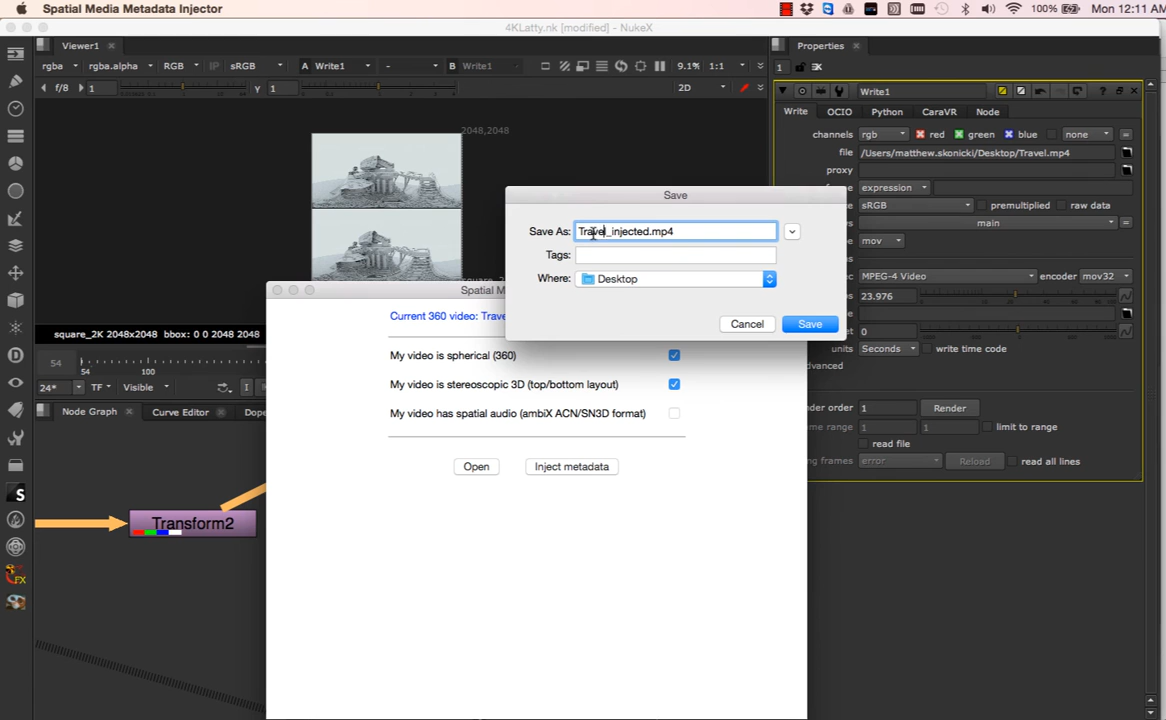 Spatial Media Metadata Injector
100%
Mon 12:11 AM
4KLatty.nk [modified] - NukeX
Viewer1
Properties
rgba
rgba.alpha
RGB
IP
sRGB
A Write1
-
B Write1
9.1%
1:1
f/8
1
Y 1
2D
1
2048,2048
Write1
Write
OCIO
Python
CaraVR
Node
channels rgb red green blue none =
file /Users/matthew.skonicki/Desktop/Travel.mp4
proxy
expression
sRGB premultiplied raw data
main =
mov
MPEG-4 Video encoder mov32
23.976
0
units Seconds write time code
1 Render
1 1 limit to range
read file
error Reload read all lines
Save
Save As: Travel_injected.mp4
Tags:
Where: Desktop
Cancel Save
Current 360 video:
My video is spherical (360)
My video is stereoscopic 3D (top/bottom layout)
My video has spatial audio (ambiX ACN/SN3D format)
Open Inject metadata
square_2K 2048x2048 bbox: 0 0 2048 2048
54
54 100
24* TF Visible
Node Graph
Curve Editor
Transform2